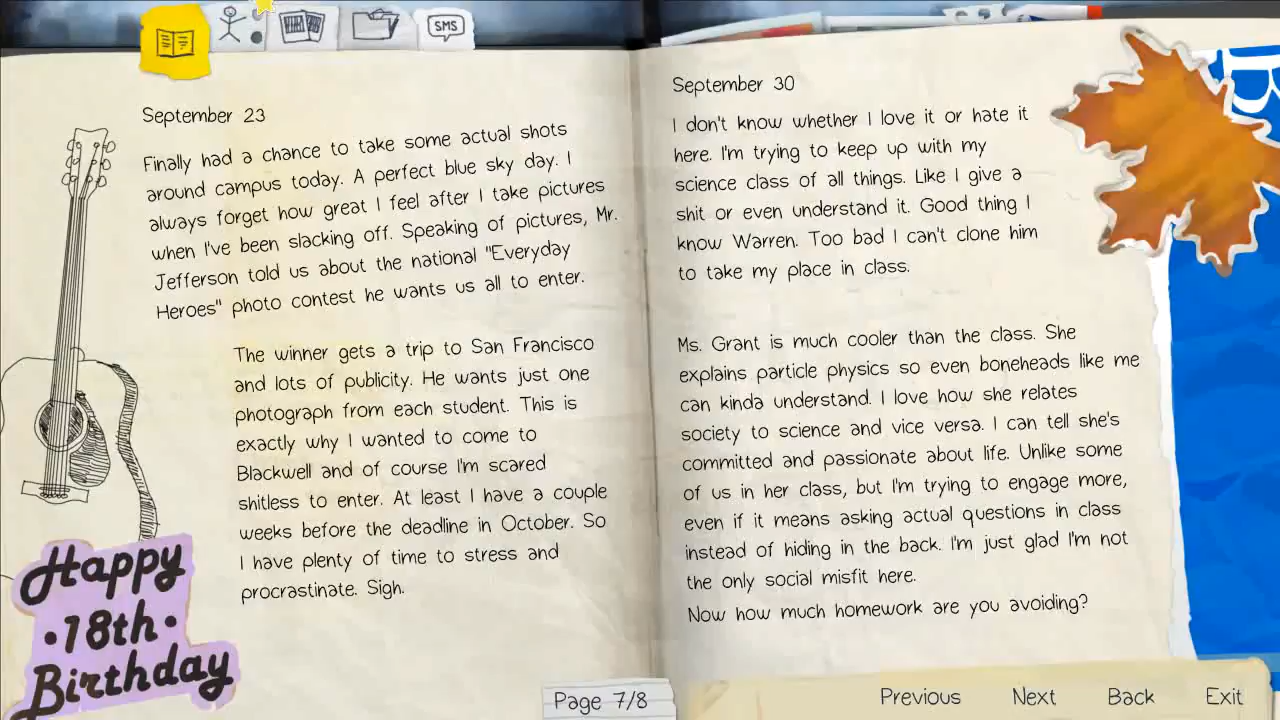 SMS
September 23
Finally had a chance to take some actual shots
around campus today. A perfect blue sky day. I
always forget how great I feel after I take pictures
when I've been slacking off. Speaking of pictures, Mr.
Jefferson told us about the national "Everyday
Heroes" photo contest he wants us all to enter.
The winner gets a trip to San Francisco
and lots of publicity. He wants just one
photograph from each student. This is
exactly why I wanted to come to
Blackwell and of course I'm scared
shitless to enter. At least I have a couple
weeks before the deadline in October. So
I have plenty of time to stress and
procrastinate. Sigh.
Happy
•18th•
Birthday
September 30
I don't know whether I love it or hate it
here. I'm trying to keep up with my
science class of all things. Like I give a
shit or even understand it. Good thing I
know Warren. Too bad I can't clone him
to take my place in class.
Ms. Grant is much cooler than the class. She
explains particle physics so even boneheads like me
can kinda understand. I love how she relates
society to science and vice versa. I can tell she's
committed and passionate about life. Unlike some
of us in her class, but I'm trying to engage more,
even if it means asking actual questions in class
instead of hiding in the back. I'm just glad I'm not
the only social misfit here.
Now how much homework are you avoiding?
B
Page 7/8
Previous Next Back Exit